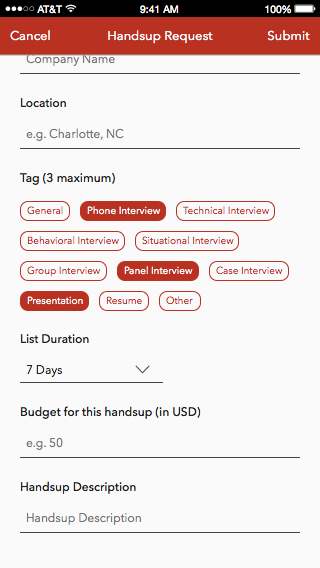 AT&T 9:41 AM 100%
Cancel Handsup Request Submit
Company Name
Location
e.g. Charlotte, NC
Tag (3 maximum)
General Phone Interview Technical Interview
Behavioral Interview Situational Interview
Group Interview Panel Interview Case Interview
Presentation Resume Other
List Duration
7 Days
Budget for this handsup (in USD)
e.g. 50
Handsup Description
Handsup Description